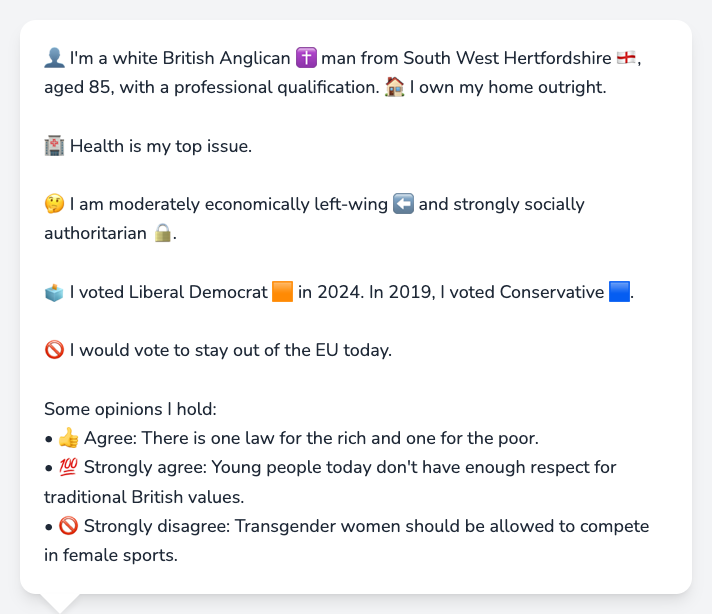 👤 I'm a white British Anglican ✝️ man from South West Hertfordshire 🏴󠁧󠁢󠁥󠁮󠁧󠁿,
aged 85, with a professional qualification. 🏠 I own my home outright.
🏥 Health is my top issue.
🤔 I am moderately economically left-wing ⬅️ and strongly socially
authoritarian 🔒.
🗳️ I voted Liberal Democrat 🟧 in 2024. In 2019, I voted Conservative 🟦.
🚫 I would vote to stay out of the EU today.
Some opinions I hold:
• 👍 Agree: There is one law for the rich and one for the poor.
• 💯 Strongly agree: Young people today don't have enough respect for
traditional British values.
• 🚫 Strongly disagree: Transgender women should be allowed to compete
in female sports.